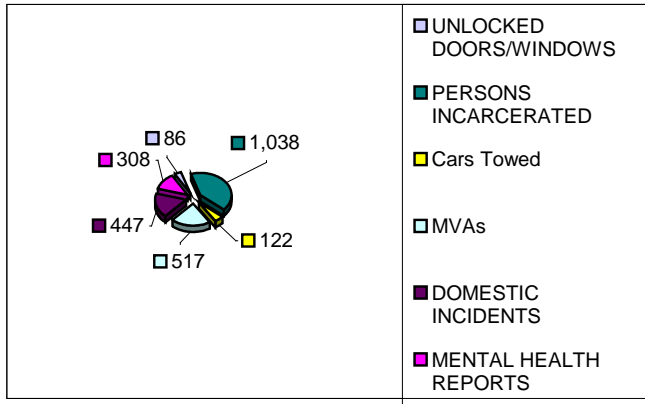 86
1,038
308
447
122
517
UNLOCKED
DOORS/WINDOWS
PERSONS
INCARCERATED
Cars Towed
MVAs
DOMESTIC
INCIDENTS
MENTAL HEALTH
REPORTS